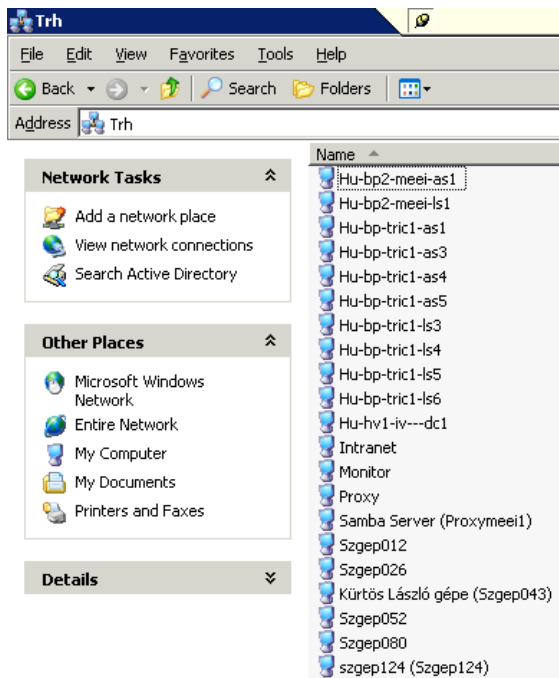 Trh
File Edit View Favorites Tools Help
Back Search Folders
Address Trh
Network Tasks
Add a network place
View network connections
Search Active Directory
Other Places
Microsoft Windows
Network
Entire Network
My Computer
My Documents
Printers and Faxes
Details
Name
Hu-bp2-meei-as1
Hu-bp2-meei-ls1
Hu-bp-tric1-as1
Hu-bp-tric1-as3
Hu-bp-tric1-as4
Hu-bp-tric1-as5
Hu-bp-tric1-ls3
Hu-bp-tric1-ls4
Hu-bp-tric1-ls5
Hu-bp-tric1-ls6
Hu-hv1-iv---dc1
Intranet
Monitor
Proxy
Samba Server (Proxymeei1)
Szgep012
Szgep026
Kürtös László gépe (Szgep043)
Szgep052
Szgep080
szgep124 (Szgep124)